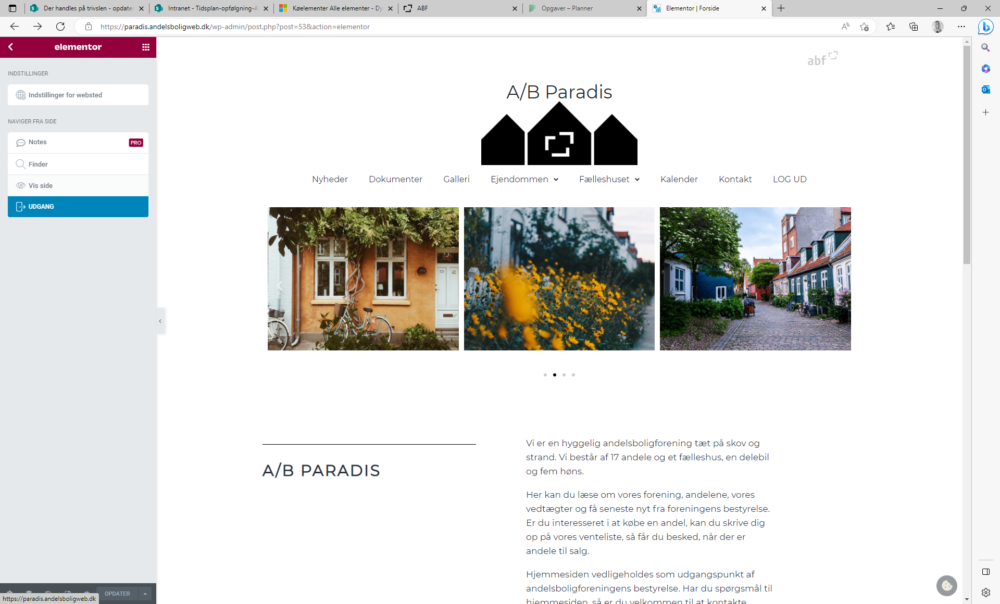 Der handles på trivslen - opdater
Intranet - Tidsplan-opfølgning-A
Køelementer Alle elementer - Dy
ABF
Opgaver – Planner
Elementor | Forside
https://paradis.andelsboligweb.dk/wp-admin/post.php?post=53&action=elementor
elementor
INDSTILLINGER
Indstillinger for websted
NAVIGER FRA SIDE
Notes PRO
Finder
Vis side
UDGANG
abf
A/B Paradis
Nyheder Dokumenter Galleri Ejendommen Fælleshuset Kalender Kontakt LOG UD
42
A/B PARADIS
Vi er en hyggelig andelsboligforening tæt på skov og
strand. Vi består af 17 andele og et fælleshus, en delebil
og fem høns.
Her kan du læse om vores forening, andelene, vores
vedtægter og få seneste nyt fra foreningens bestyrelse.
Er du interesseret i at købe en andel, kan du skrive dig
op på vores venteliste, så får du besked, når der er
andele til salg.
Hjemmesiden vedligeholdes som udgangspunkt af
andelsboligforeningens bestyrelse. Har du spørgsmål til
hjemmesiden, så er du velkommen til at kontakte
OPDATER
https://paradis.andelsboligweb.dk